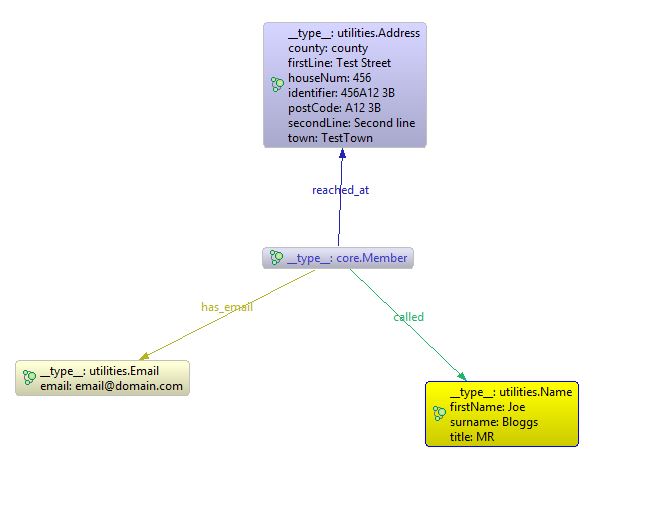 __type__: utilities.Address
county: county
firstLine: Test Street
houseNum: 456
identifier: 456A12 3B
postCode: A12 3B
secondLine: Second line
town: TestTown
reached_at
__type__: core.Member
has_email
called
__type__: utilities.Email
email: email@domain.com
__type__: utilities.Name
firstName: Joe
surname: Bloggs
title: MR